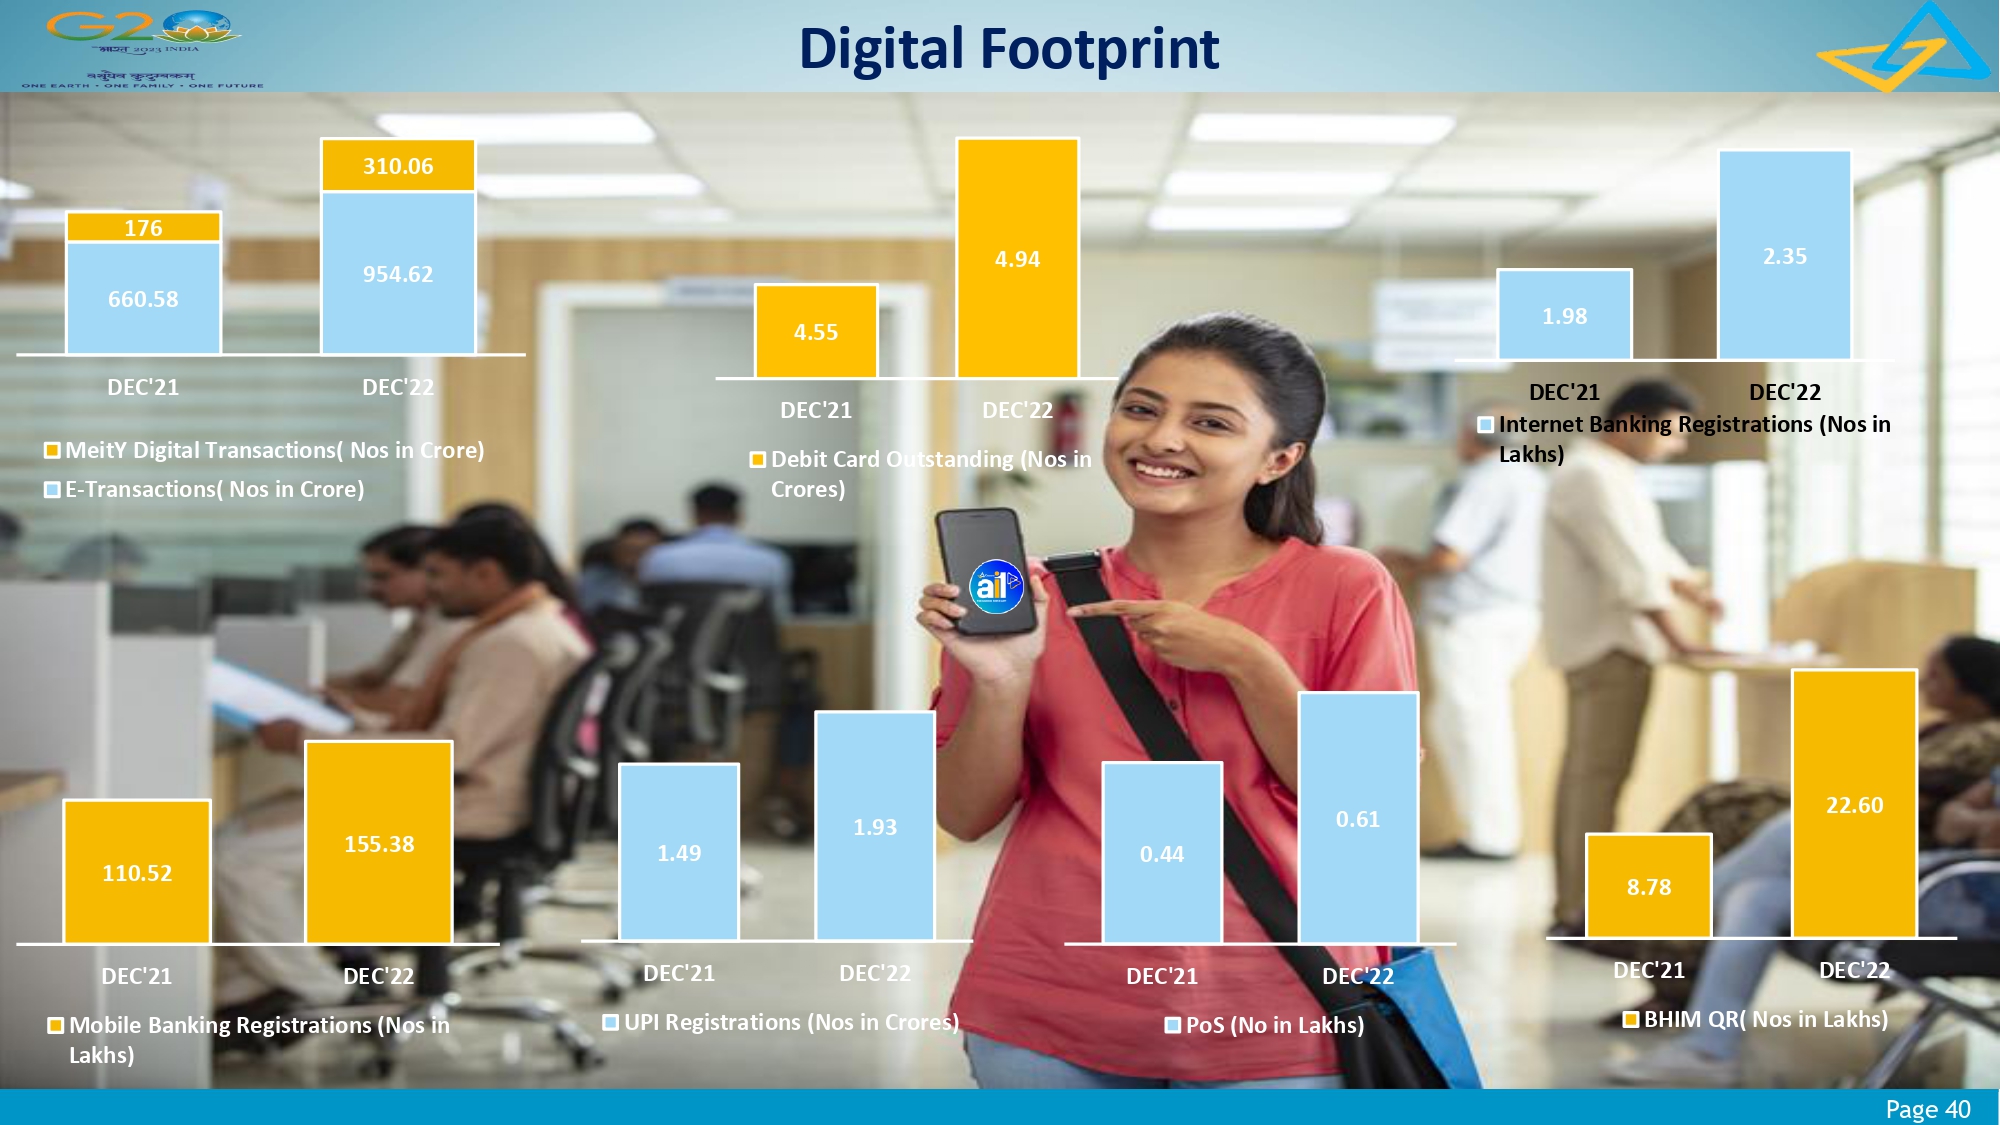 G20
भारत 2023 INDIA
वसुधैव कुटुम्बकम्
ONE EARTH • ONE FAMILY • ONE FUTURE
Digital Footprint
310.06
176
954.62
660.58
DEC'21 DEC'22
MeitY Digital Transactions( Nos in Crore)
E-Transactions( Nos in Crore)
4.94
4.55
DEC'21 DEC'22
Debit Card Outstanding (Nos in
Crores)
2.35
1.98
DEC'21 DEC'22
Internet Banking Registrations (Nos in
Lakhs)
ai1
155.38
110.52
DEC'21 DEC'22
Mobile Banking Registrations (Nos in
Lakhs)
1.93
1.49
DEC'21 DEC'22
UPI Registrations (Nos in Crores)
0.61
0.44
DEC'21 DEC'22
PoS (No in Lakhs)
22.60
8.78
DEC'21 DEC'22
BHIM QR( Nos in Lakhs)
Page 40